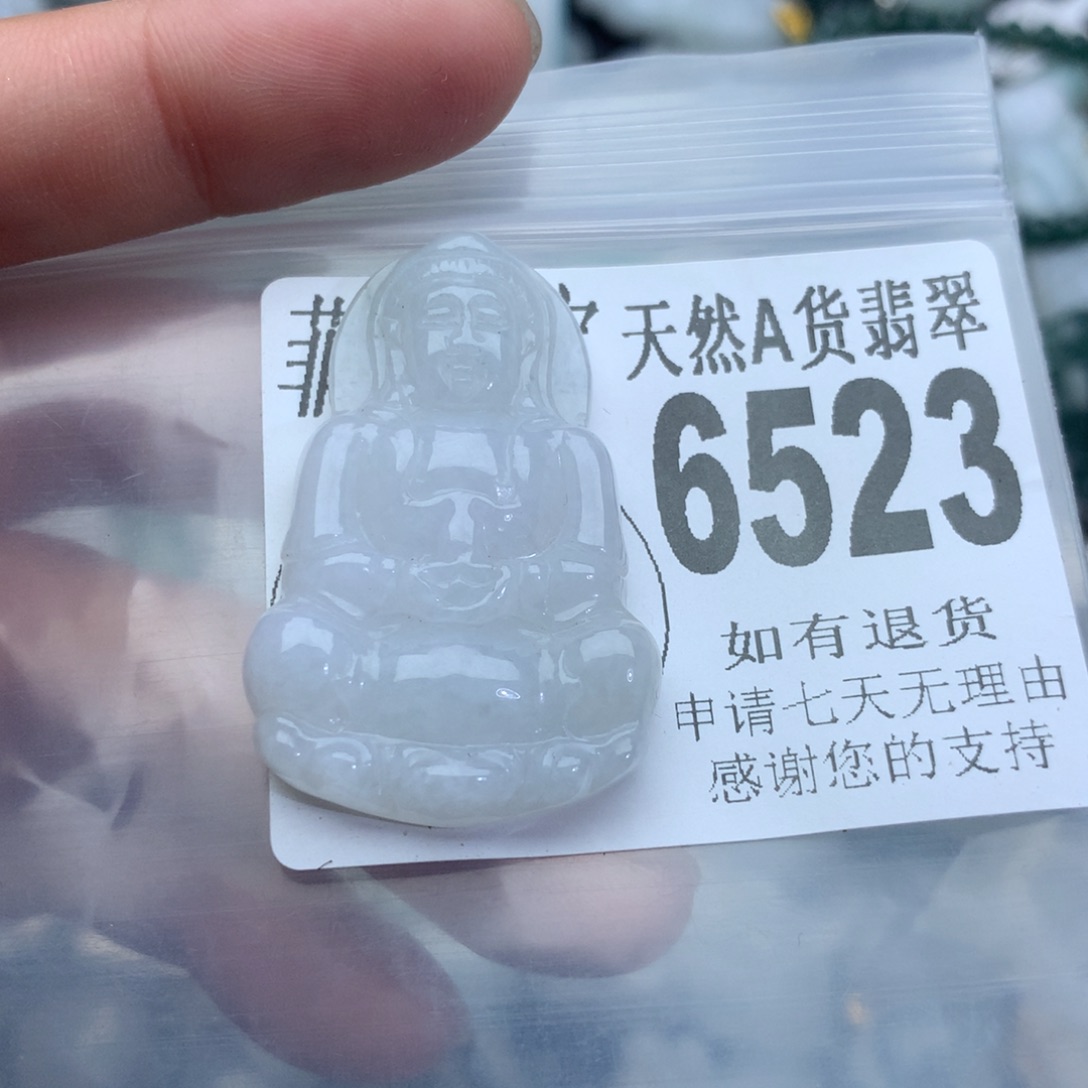 天然A货翡翠
6523
如有退货
申请七天无理由
感谢您的支持